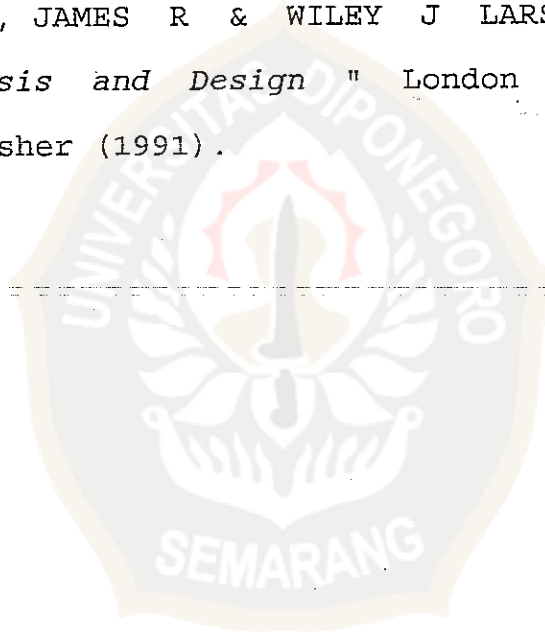 , JAMES R & WILEY J LARS
sis and Design " London
sher (1991).
UNIVERSITAS DIPONEGORO
SEMARANG